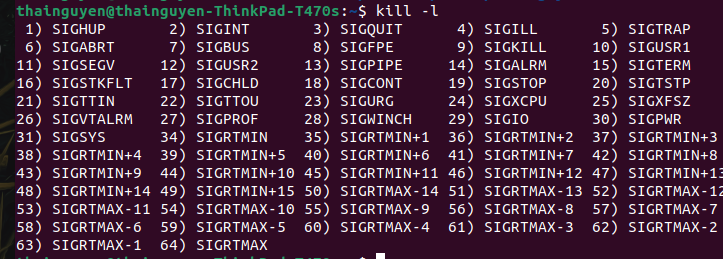 thainguyen@thainguyen-ThinkPad-T470s:~$ kill -l
1) SIGHUP 2) SIGINT 3) SIGQUIT 4) SIGILL 5) SIGTRAP
6) SIGABRT 7) SIGBUS 8) SIGFPE 9) SIGKILL 10) SIGUSR1
11) SIGSEGV 12) SIGUSR2 13) SIGPIPE 14) SIGALRM 15) SIGTERM
16) SIGSTKFLT 17) SIGCHLD 18) SIGCONT 19) SIGSTOP 20) SIGTSTP
21) SIGTTIN 22) SIGTTOU 23) SIGURG 24) SIGXCPU 25) SIGXFSZ
26) SIGVTALRM 27) SIGPROF 28) SIGWINCH 29) SIGIO 30) SIGPWR
31) SIGSYS 34) SIGRTMIN 35) SIGRTMIN+1 36) SIGRTMIN+2 37) SIGRTMIN+3
38) SIGRTMIN+4 39) SIGRTMIN+5 40) SIGRTMIN+6 41) SIGRTMIN+7 42) SIGRTMIN+8
43) SIGRTMIN+9 44) SIGRTMIN+10 45) SIGRTMIN+11 46) SIGRTMIN+12 47) SIGRTMIN+13
48) SIGRTMIN+14 49) SIGRTMIN+15 50) SIGRTMAX-14 51) SIGRTMAX-13 52) SIGRTMAX-12
53) SIGRTMAX-11 54) SIGRTMAX-10 55) SIGRTMAX-9 56) SIGRTMAX-8 57) SIGRTMAX-7
58) SIGRTMAX-6 59) SIGRTMAX-5 60) SIGRTMAX-4 61) SIGRTMAX-3 62) SIGRTMAX-2
63) SIGRTMAX-1 64) SIGRTMAX